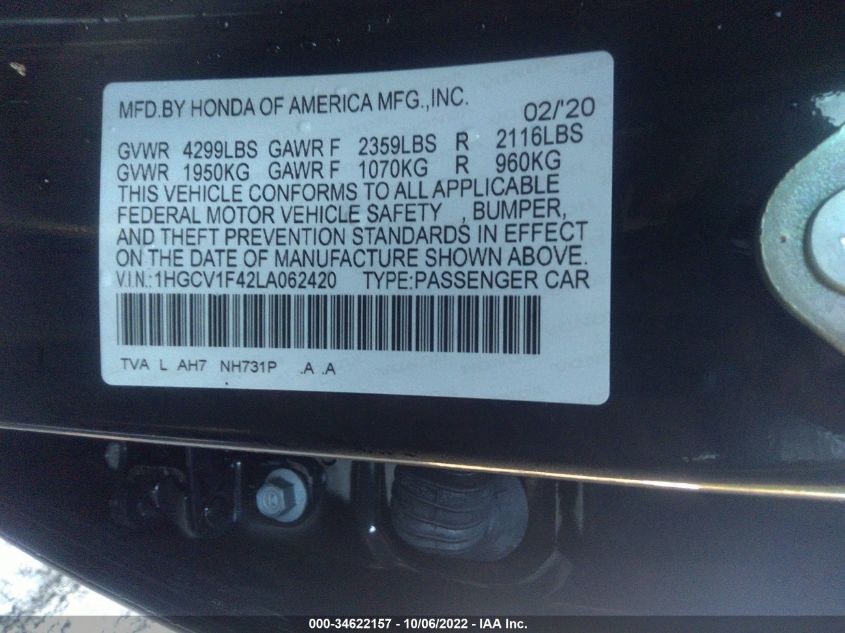 MFD.BY HONDA OF AMERICA MFG.,INC. 02/'20
GVWR 4299LBS GAWR F 2359LBS R 2116LBS
GVWR 1950KG GAWR F 1070KG R 960KG
THIS VEHICLE CONFORMS TO ALL APPLICABLE
FEDERAL MOTOR VEHICLE SAFETY , BUMPER,
AND THEFT PREVENTION STANDARDS IN EFFECT
ON THE DATE OF MANUFACTURE SHOWN ABOVE.
V.I.N.:1HGCV1F42LA062420 TYPE:PASSENGER CAR
TVA L AH7 NH731P .A .A
000-34622157 - 10/06/2022 - IAA Inc.